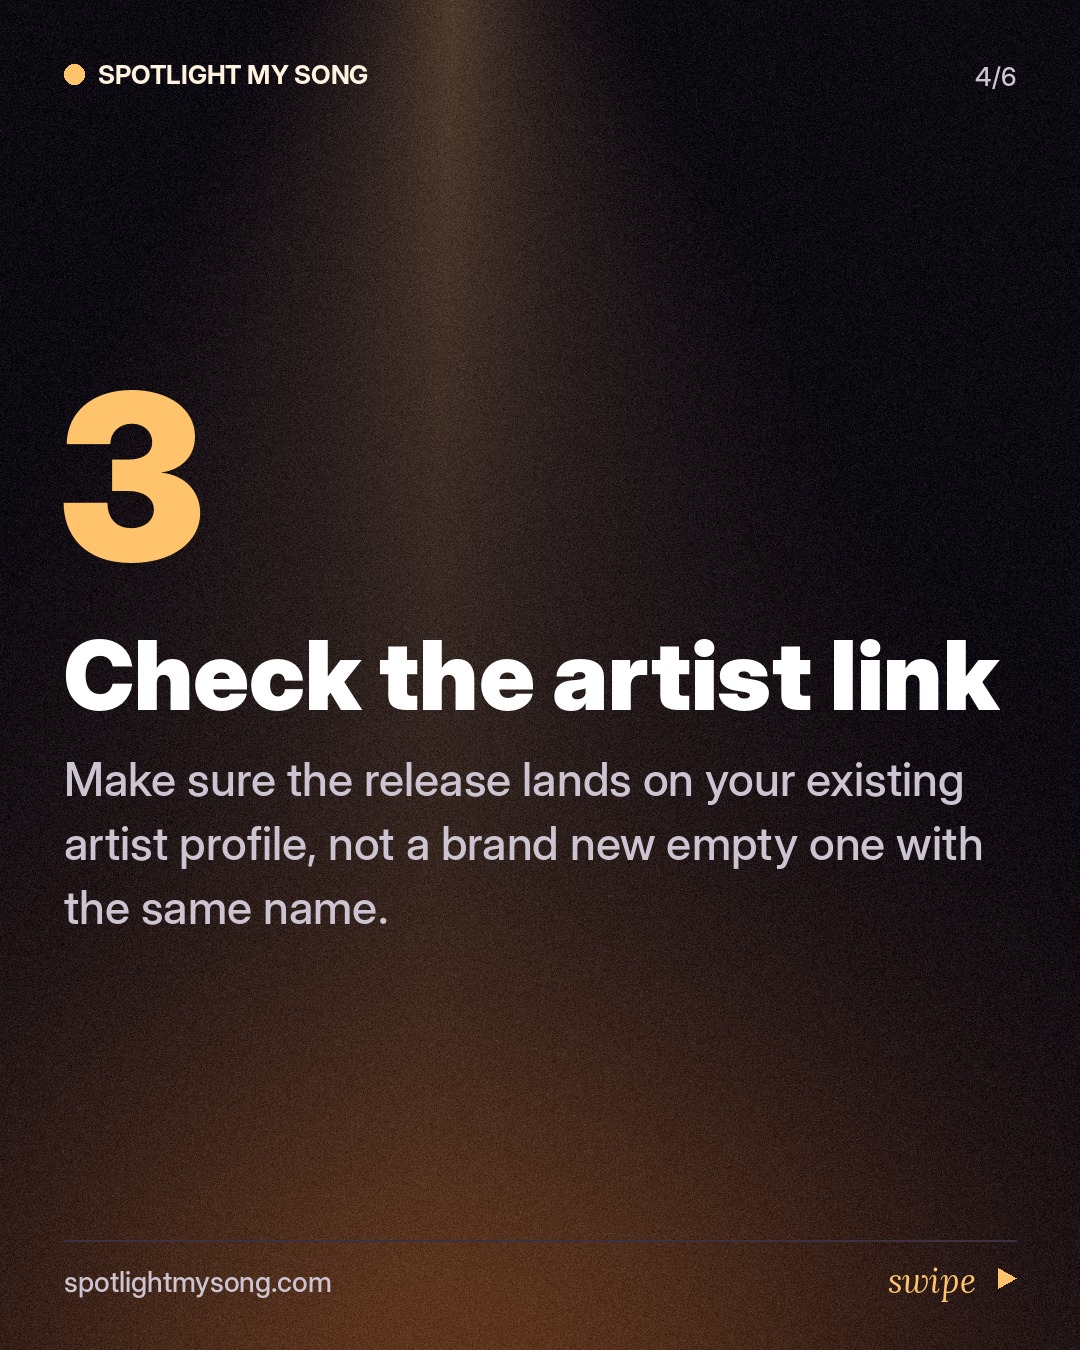 SPOTLIGHT MY SONG
4/6
3
Check the artist link
Make sure the release lands on your existing
artist profile, not a brand new empty one with
the same name.
spotlightmysong.com
swipe